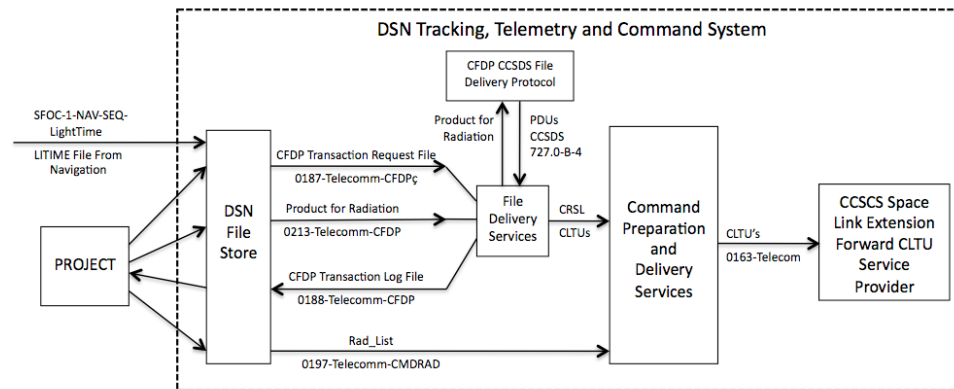 DSN Tracking, Telemetry and Command System
CFDP CCSDS File
Delivery Protocol
SFOC-1-NAV-SEQ-
LightTime
LITIME File From
Navigation
Product for
Radiation
PDUs
CCSDS
727.0-B-4
PROJECT
DSN
File
Store
CFDP Transaction Request File
0187-Telecomm-CFDPç
Product for Radiation
0213-Telecomm-CFDP
CFDP Transaction Log File
0188-Telecomm-CFDP
Rad_List
0197-Telecomm-CMDRAD
File
Delivery
Services
CRSL
CLTUs
Command
Preparation
and
Delivery
Services
CLTU's
0163-Telecom
CCSCS Space
Link Extension
Forward CLTU
Service
Provider